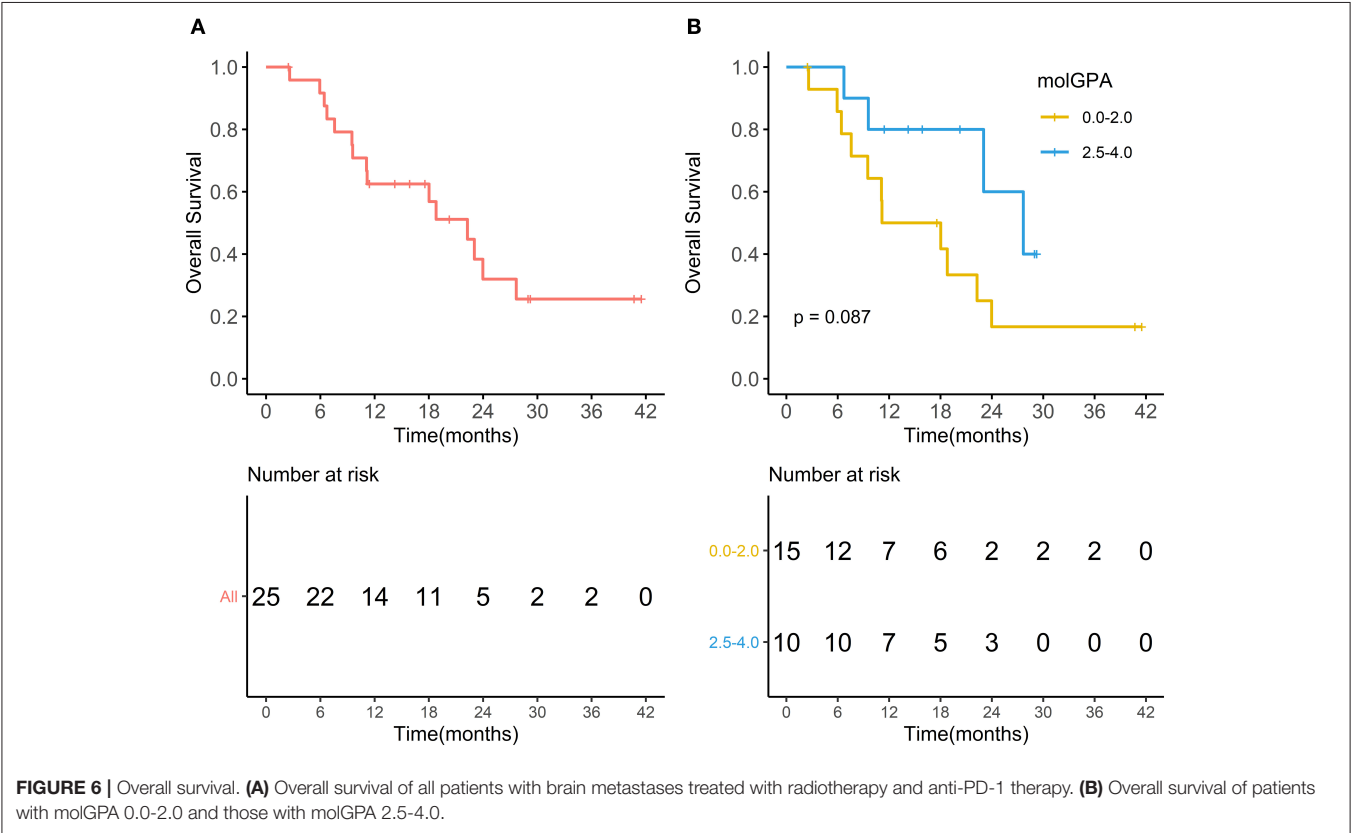 A
B
1.0
0.8
0.6
0.4
0.2
0.0
Overall Survival
0 6 12 18 24 30 36 42
Time(months)
1.0
0.8
0.6
0.4
0.2
0.0
Overall Survival
molGPA
0.0-2.0
2.5-4.0
p = 0.087
0 6 12 18 24 30 36 42
Time(months)
Number at risk
All 25 22 14 11 5 2 2 0
0 6 12 18 24 30 36 42
Time(months)
Number at risk
0.0-2.0 15 12 7 6 2 2 2 0
2.5-4.0 10 10 7 5 3 0 0 0
0 6 12 18 24 30 36 42
Time(months)
FIGURE 6 | Overall survival. (A) Overall survival of all patients with brain metastases treated with radiotherapy and anti-PD-1 therapy. (B) Overall survival of patients
with molGPA 0.0-2.0 and those with molGPA 2.5-4.0.